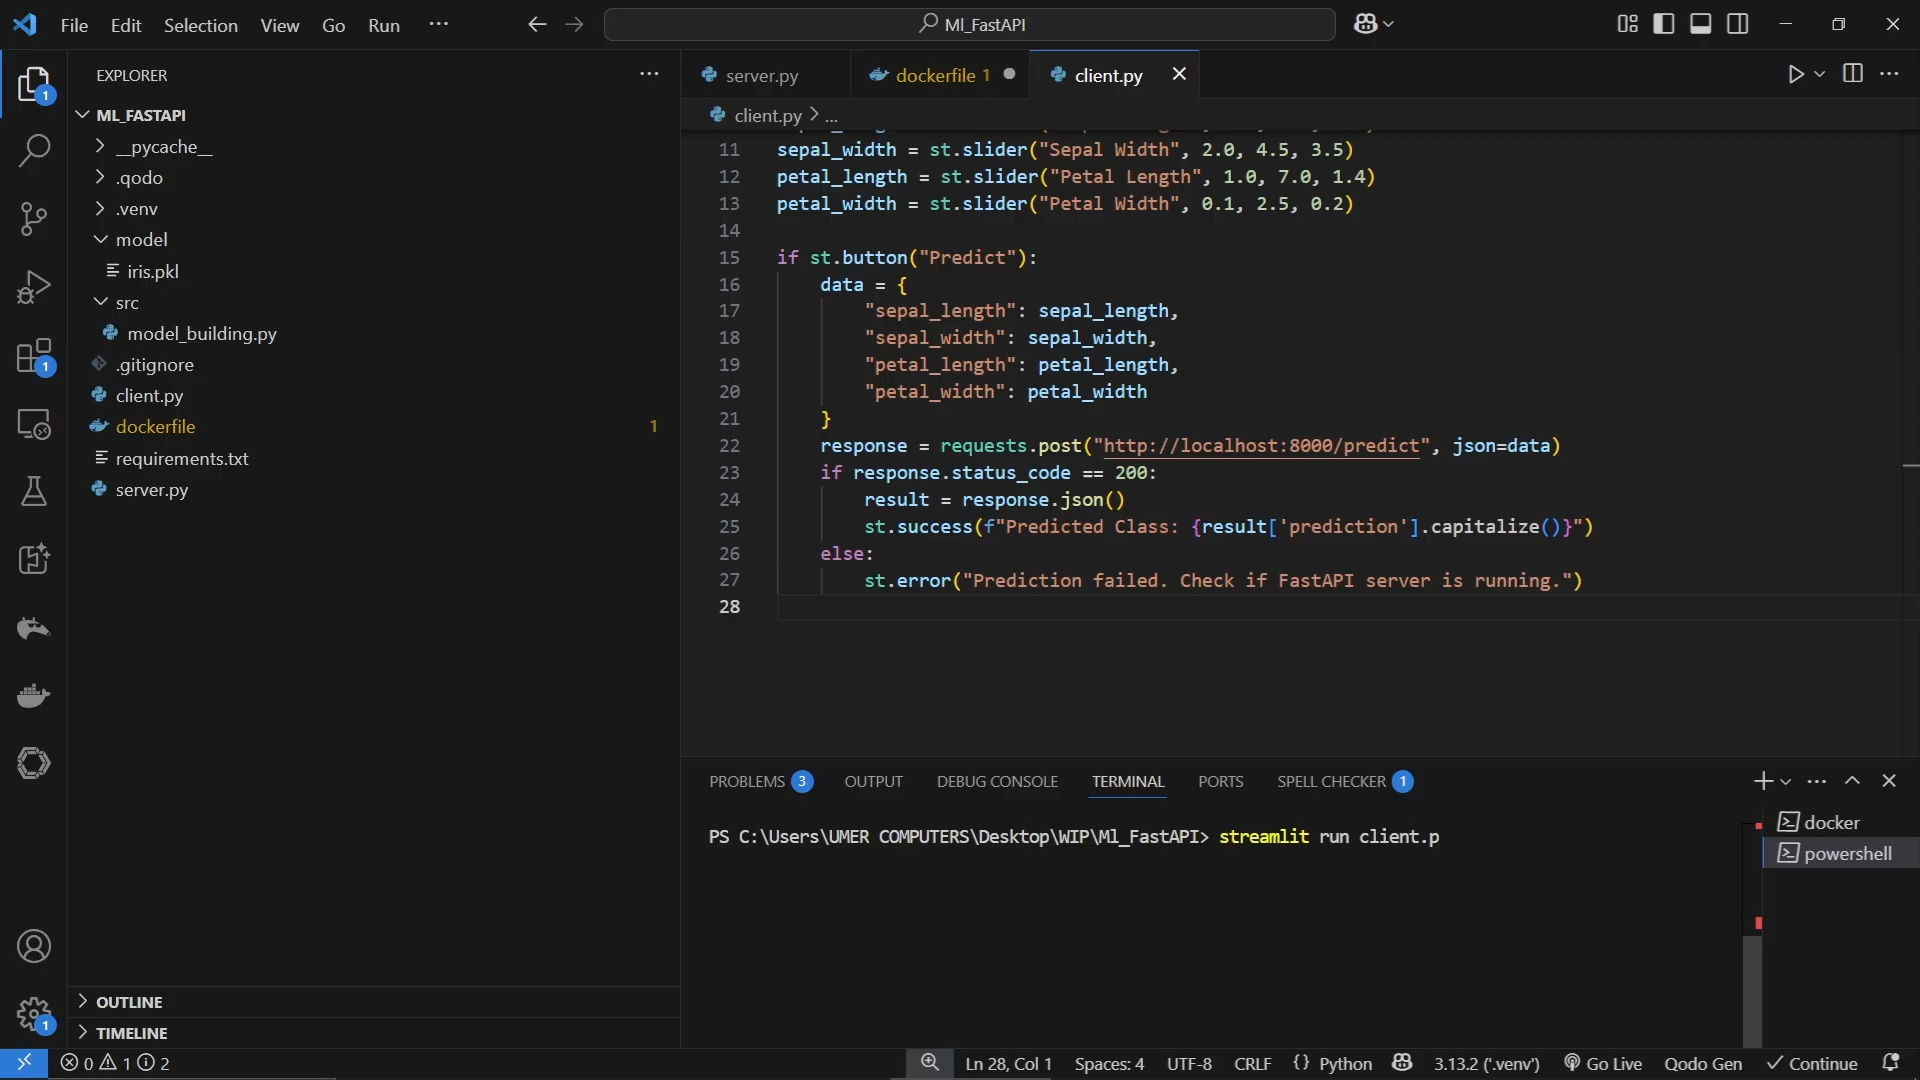 File Edit Selection View Go Run ··· Ml_FastAPI
EXPLORER
ML_FASTAPI
__pycache__
.qodo
.venv
model
iris.pkl
src
model_building.py
.gitignore
client.py
dockerfile 1
requirements.txt
server.py
OUTLINE
TIMELINE
1
1
1
server.py dockerfile 1 client.py
client.py > ...
11 sepal_width = st.slider("Sepal Width", 2.0, 4.5, 3.5)
12 petal_length = st.slider("Petal Length", 1.0, 7.0, 1.4)
13 petal_width = st.slider("Petal Width", 0.1, 2.5, 0.2)
14
15 if st.button("Predict"):
16 data = {
17 "sepal_length": sepal_length,
18 "sepal_width": sepal_width,
19 "petal_length": petal_length,
20 "petal_width": petal_width
21 }
22 response = requests.post("http://localhost:8000/predict", json=data)
23 if response.status_code == 200:
24 result = response.json()
25 st.success(f"Predicted Class: {result['prediction'].capitalize()}")
26 else:
27 st.error("Prediction failed. Check if FastAPI server is running.")
28
PROBLEMS 3 OUTPUT DEBUG CONSOLE TERMINAL PORTS SPELL CHECKER 1
PS C:\Users\UMER COMPUTERS\Desktop\WIP\Ml_FastAPI> streamlit run client.p
docker
powershell
0 1 2 Ln 28, Col 1 Spaces: 4 UTF-8 CRLF {} Python 3.13.2 ('.venv') Go Live Qodo Gen Continue